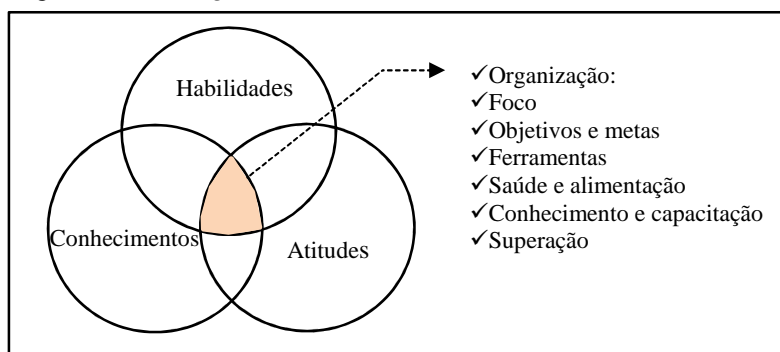 Habilidades
Conhecimentos
Atitudes
✓Organização:
✓Foco
✓Objetivos e metas
✓Ferramentas
✓Saúde e alimentação
✓Conhecimento e capacitação
✓Superação